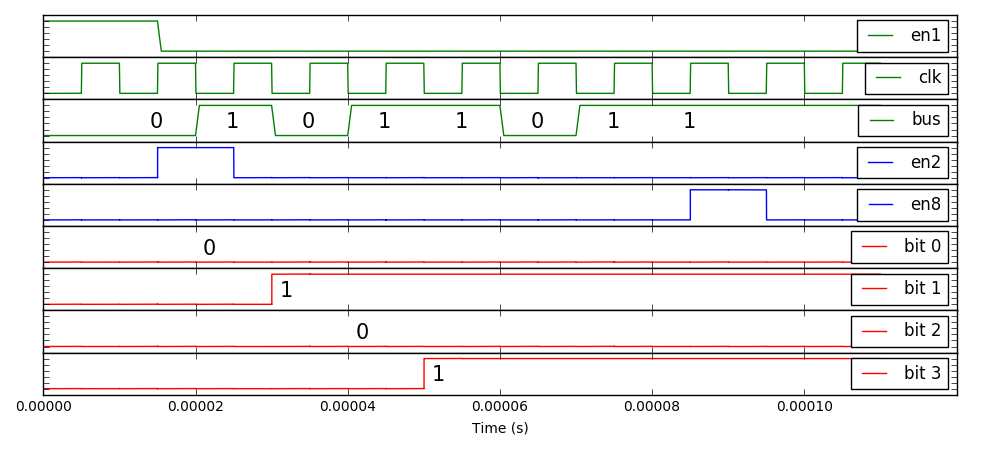 en1
clk
0 1 0 1 1 0 1 1 bus
en2
en8
0 bit 0
1 bit 1
0 bit 2
1 bit 3
0.00000 0.00002 0.00004 0.00006 0.00008 0.00010
Time (s)